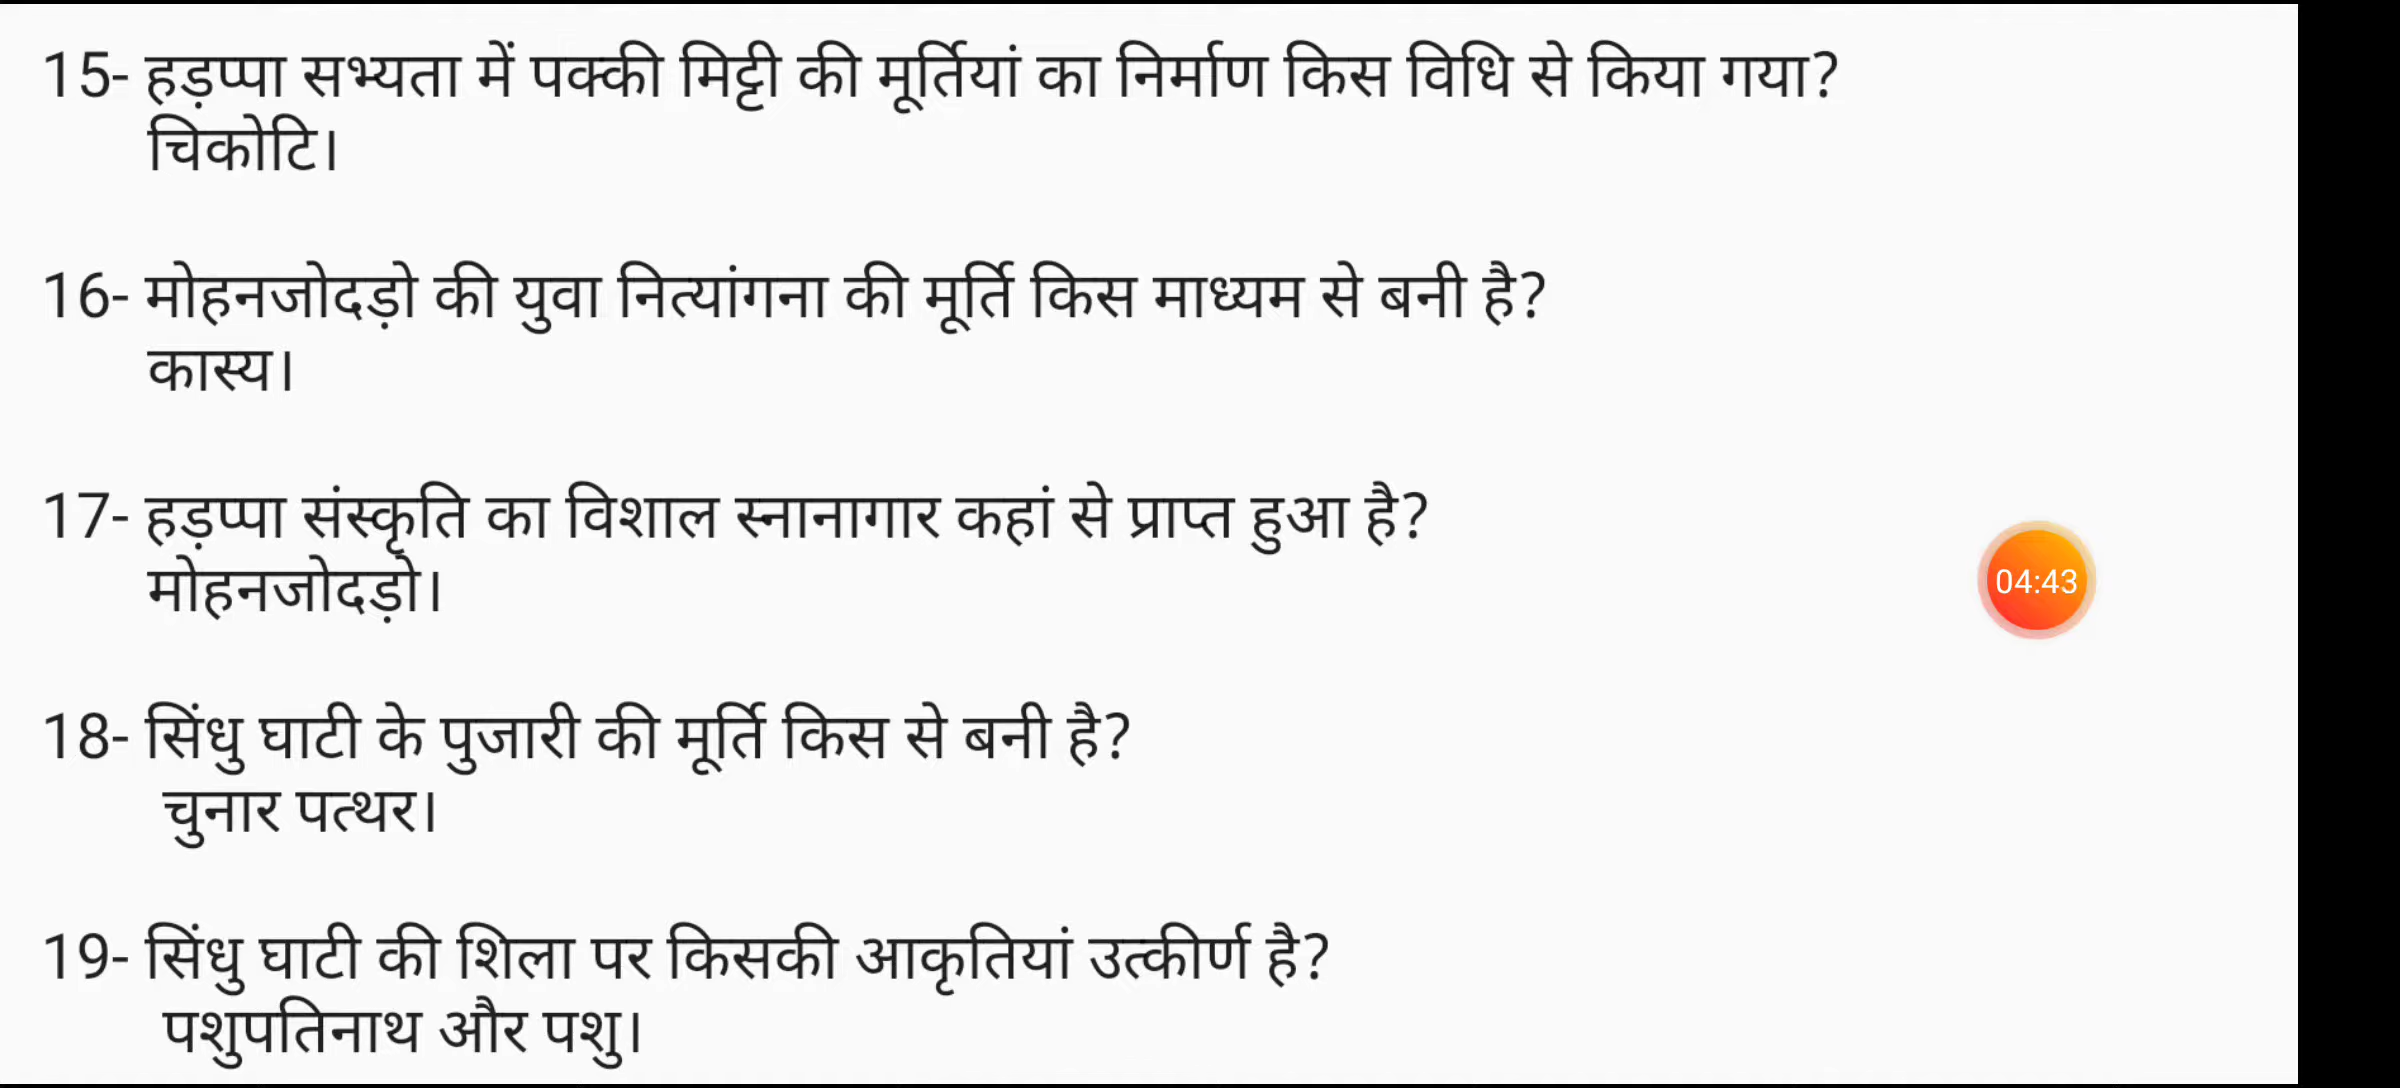 15- हड़प्पा सभ्यता में पक्की मिट्टी की मूर्तियां का निर्माण किस विधि से किया गया?
चिकोटि।
16- मोहनजोदड़ो की युवा नित्यांगना की मूर्ति किस माध्यम से बनी है?
कास्य।
17- हड़प्पा संस्कृति का विशाल स्नानागार कहां से प्राप्त हुआ है?
मोहनजोदड़ो।
04:43
18- सिंधु घाटी के पुजारी की मूर्ति किस से बनी है?
चुनार पत्थर।
19- सिंधु घाटी की शिला पर किसकी आकृतियां उत्कीर्ण है?
पशुपतिनाथ और पशु।